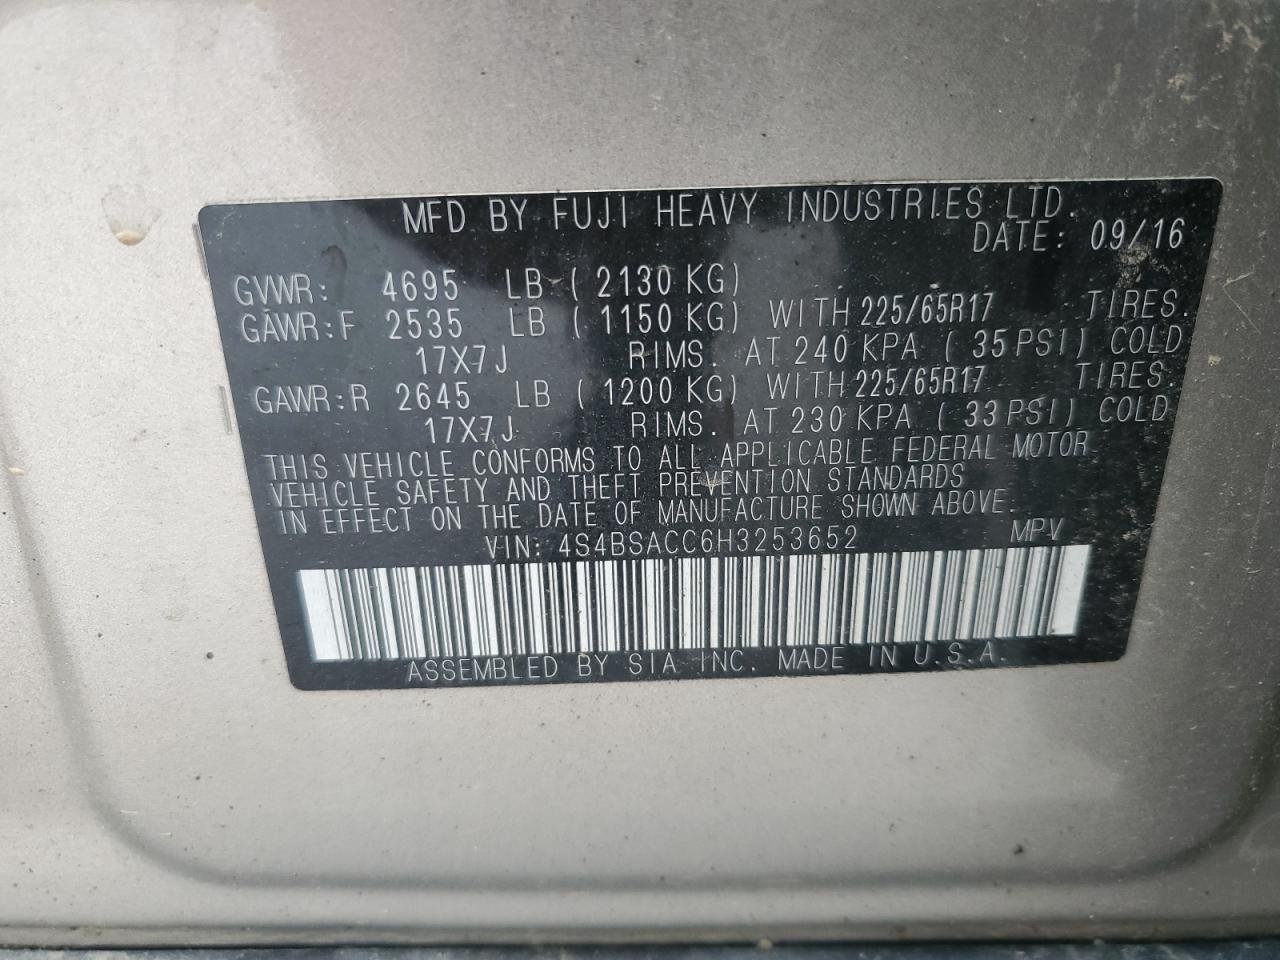 MFD BY FUJI HEAVY INDUSTRIES LTD.
DATE: 09/16
GVWR: 4695 LB ( 2130 KG)
GAWR:F 2535 LB ( 1150 KG) WITH 225/65R17 TIRES.
17X7J RIMS. AT 240 KPA ( 35 PSI) COLD
GAWR:R 2645 LB ( 1200 KG) WITH 225/65R17 TIRES.
17X7J RIMS. AT 230 KPA ( 33 PSI) COLD
THIS VEHICLE CONFORMS TO ALL APPLICABLE FEDERAL MOTOR
VEHICLE SAFETY AND THEFT PREVENTION STANDARDS
IN EFFECT ON THE DATE OF MANUFACTURE SHOWN ABOVE.
VIN: 4S4BSACC6H3253652 MPV
ASSEMBLED BY SIA INC. MADE IN U.S.A.